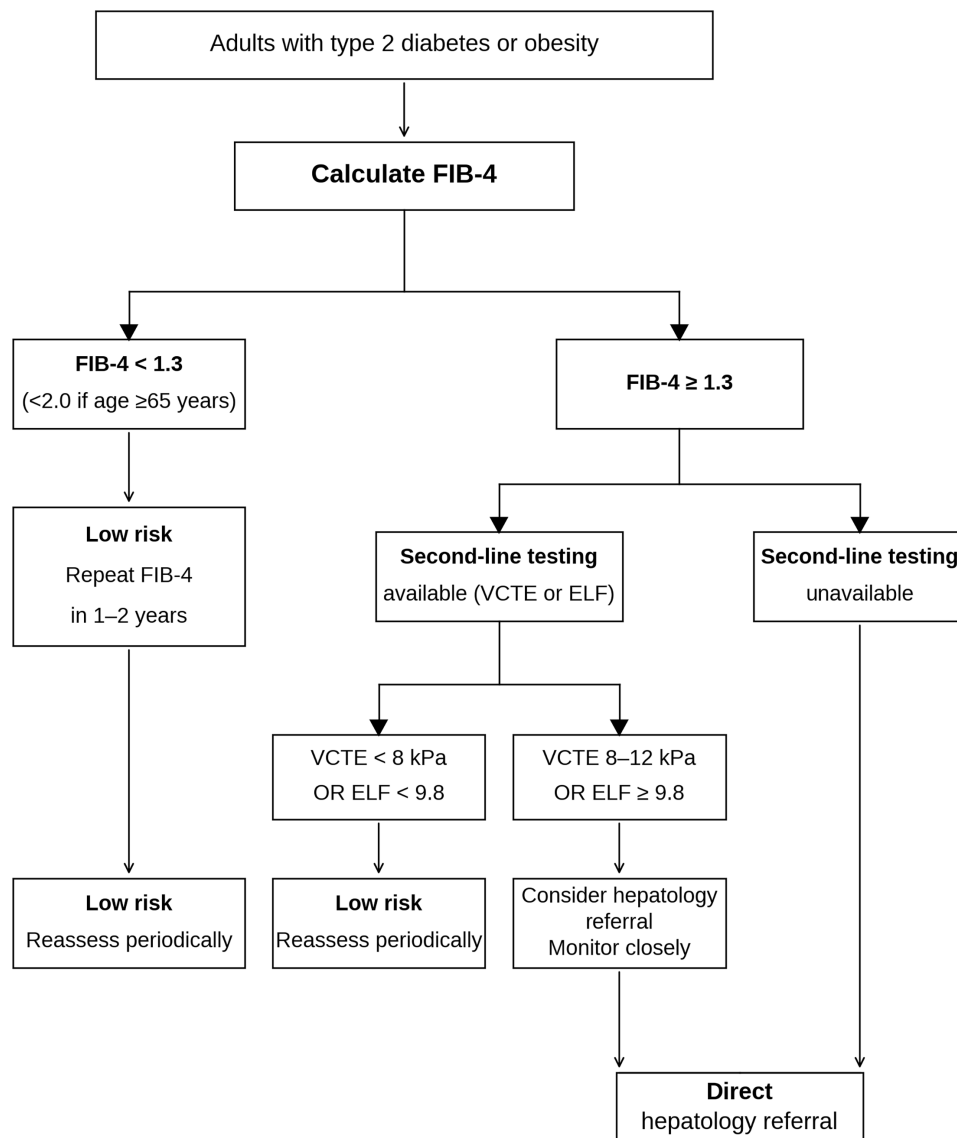 Adults with type 2 diabetes or obesity
Calculate FIB-4
FIB-4 < 1.3
(<2.0 if age ≥65 years)
FIB-4 ≥ 1.3
Low risk
Repeat FIB-4
in 1–2 years
Second-line testing
available (VCTE or ELF)
Second-line testing
unavailable
VCTE < 8 kPa
OR ELF < 9.8
VCTE 8–12 kPa
OR ELF ≥ 9.8
Low risk
Reassess periodically
Low risk
Reassess periodically
Consider hepatology
referral
Monitor closely
Direct
hepatology referral